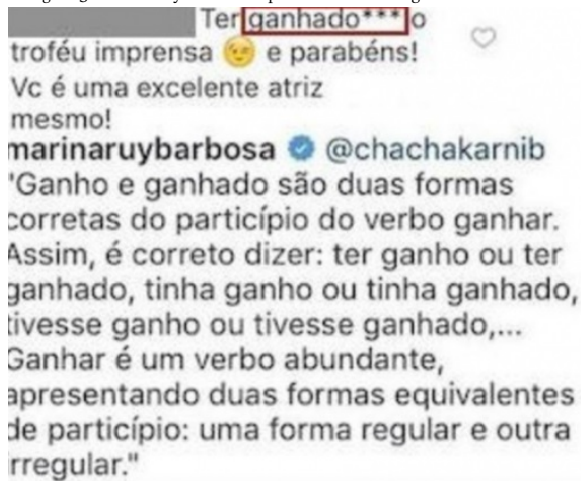 Ter ganhado*** o
troféu imprensa 😉 e parabéns!
Vc é uma excelente atriz
mesmo!
marinaruybarbosa @chachakarnib
"Ganho e ganhado são duas formas
corretas do particípio do verbo ganhar.
Assim, é correto dizer: ter ganho ou ter
ganhado, tinha ganho ou tinha ganhado,
tivesse ganho ou tivesse ganhado,...
Ganhar é um verbo abundante,
apresentando duas formas equivalentes
de particípio: uma forma regular e outra
irregular."